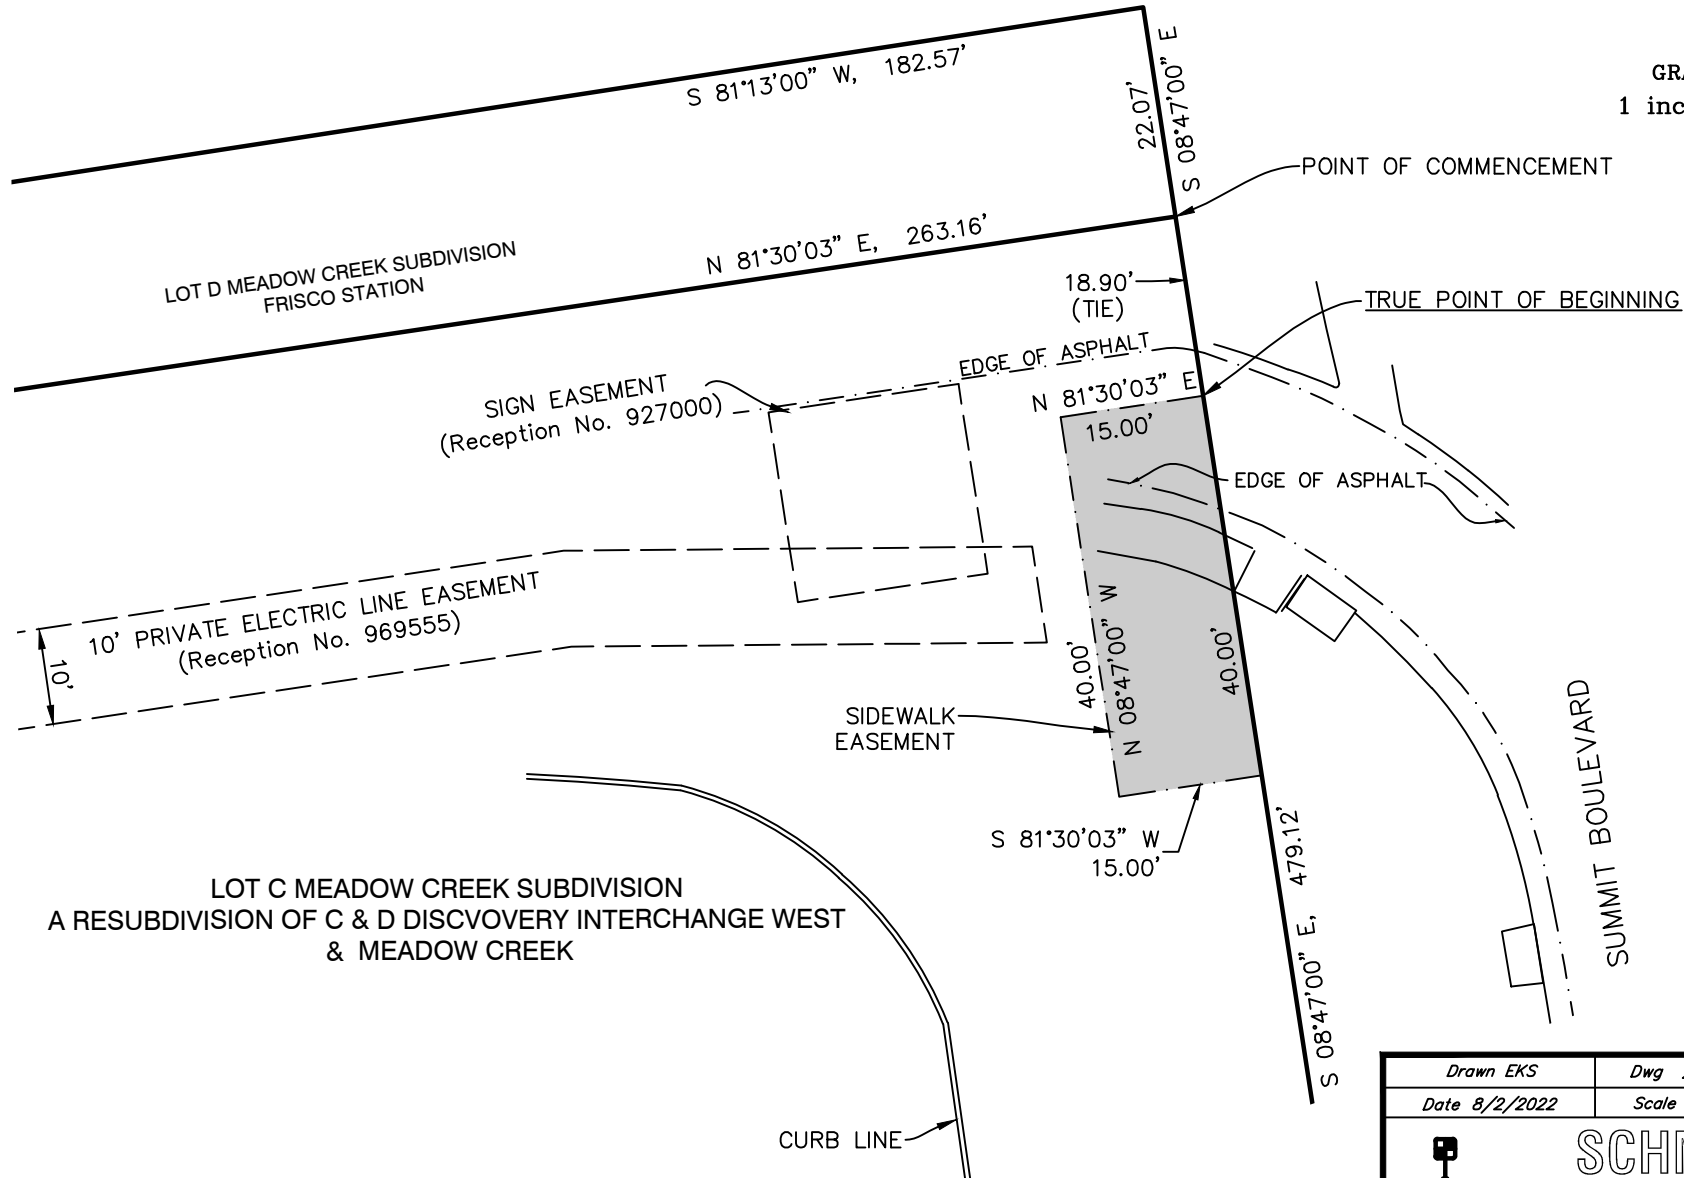 S 81°13'00" W, 182.57'
22.07'
S 08°47'00" E
1 inc
POINT OF COMMENCEMENT
N 81°30'03" E, 263.16'
LOT D MEADOW CREEK SUBDIVISION
FRISCO STATION
18.90'
(TIE)
TRUE POINT OF BEGINNING
EDGE OF ASPHALT
SIGN EASEMENT
(Reception No. 927000)
N 81°30'03" E
15.00'
EDGE OF ASPHALT
10' PRIVATE ELECTRIC LINE EASEMENT
(Reception No. 969555)
10'
40.00'
N 08°47'00" W
40.00'
SIDEWALK
EASEMENT
S 81°30'03" W
15.00'
S 08°47'00" E, 479.12'
SUMMIT BOULEVARD
LOT C MEADOW CREEK SUBDIVISION
A RESUBDIVISION OF C & D DISCVOVERY INTERCHANGE WEST
& MEADOW CREEK
CURB LINE
Drawn EKS
Dwg
Date 8/2/2022
Scale